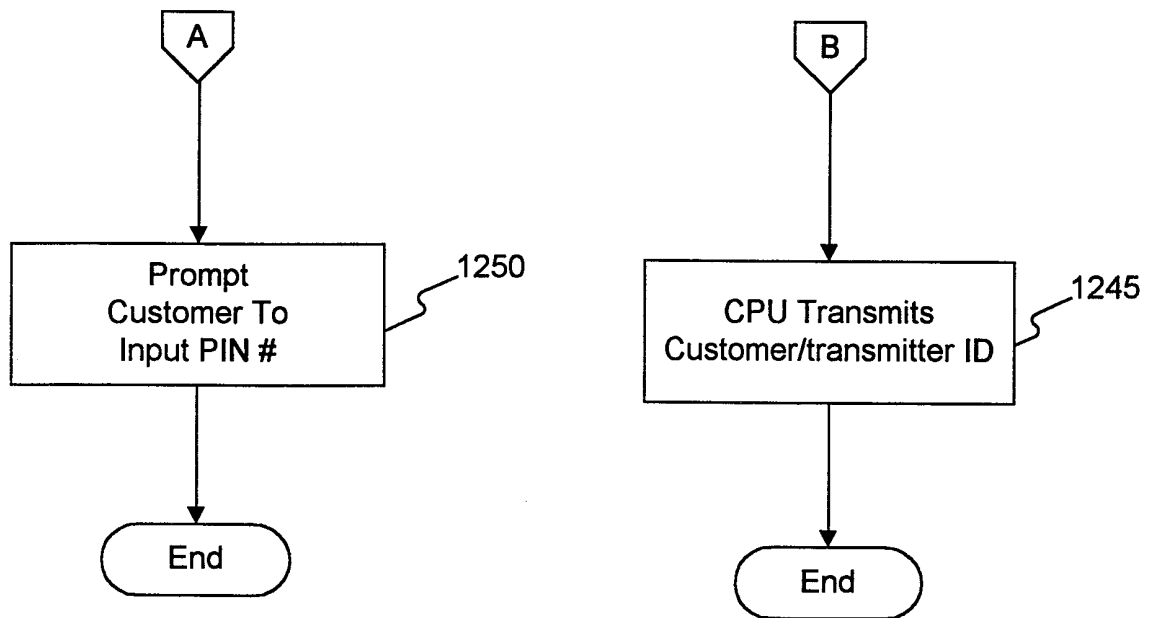 A
Prompt
Customer To
Input PIN #
1250
End
B
CPU Transmits
Customer/transmitter ID
1245
End